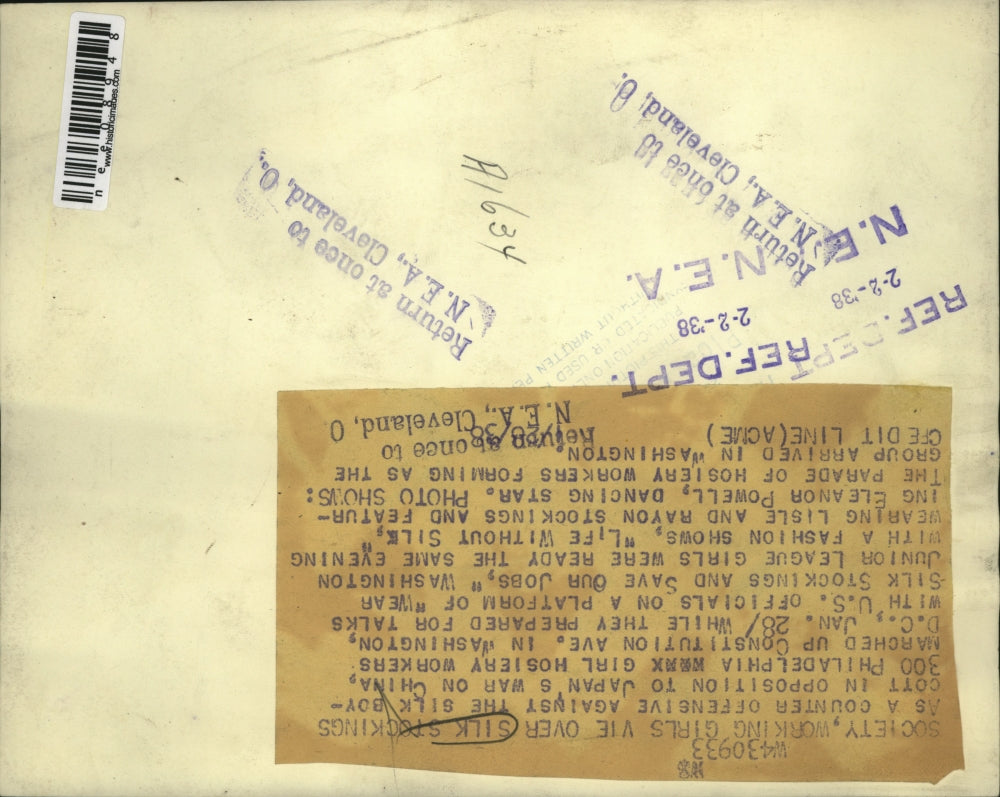 W8
W430933
SOCIETY, WORKING GIRLS VIE OVER SILK STOCKINGS
AS A COUNTER OFFENSIVE AGAINST THE SILK BOY-
COTT IN OPPOSITION TO JAPAN'S WAR ON CHINA,
300 PHILADELPHIA GIRL HOSIERY WORKERS
MARCHED UP CONSTITUTION AVE. IN WASHINGTON,
D.C., JAN. 28/ WHILE THEY PREPARED FOR TALKS
WITH U.S. OFFICIALS ON A PLATFORM OF "WEAR
SILK STOCKINGS AND SAVE OUR JOBS," WASHINGTON
JUNIOR LEAGUE GIRLS WERE READY THE SAME EVENING
WITH A FASHION SHOWS, "LIFE WITHOUT SILK,"
WEARING LISLE AND RAYON STOCKINGS AND FEATUR-
ING ELEANOR POWELL, DANCING STAR. PHOTO SHOWS:
THE PARADE OF HOSIERY WORKERS FORMING AS THE
GROUP ARRIVED IN WASHINGTON.
CREDIT LINE (ACME)
1/28/38
Return at once to
N.E.A., Cleveland, O.
REF. DEPT.
2-2-'38
N.E.A.
REF. DEPT.
2-2-'38
N.E.A.
Return at once to
N.E.A., Cleveland, O.
Return at once to
N.E.A., Cleveland, O.
A1634
nee08948
www.historicimages.com